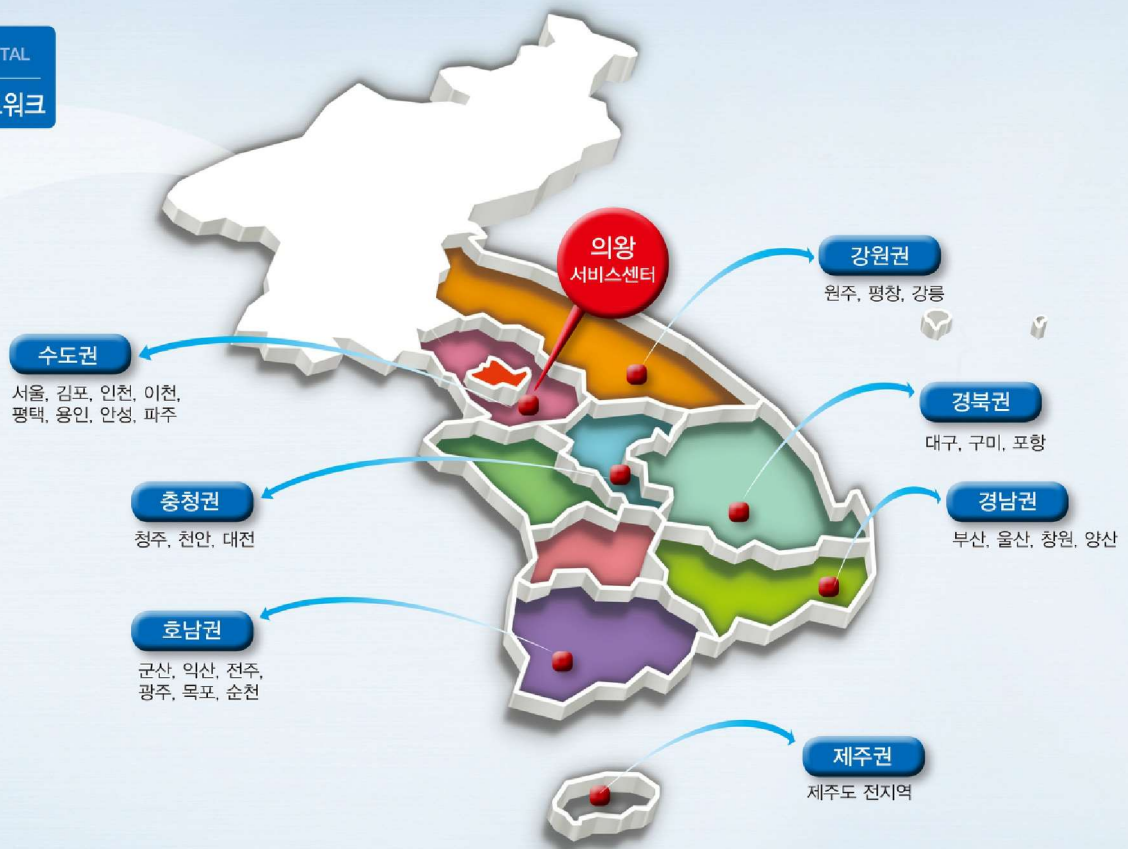 TAL
워크
의왕
서비스센터
강원권
원주, 평창, 강릉
수도권
서울, 김포, 인천, 이천,
평택, 용인, 안성, 파주
경북권
대구, 구미, 포항
충청권
청주, 천안, 대전
경남권
부산, 울산, 창원, 양산
호남권
군산, 익산, 전주,
광주, 목포, 순천
제주권
제주도 전지역